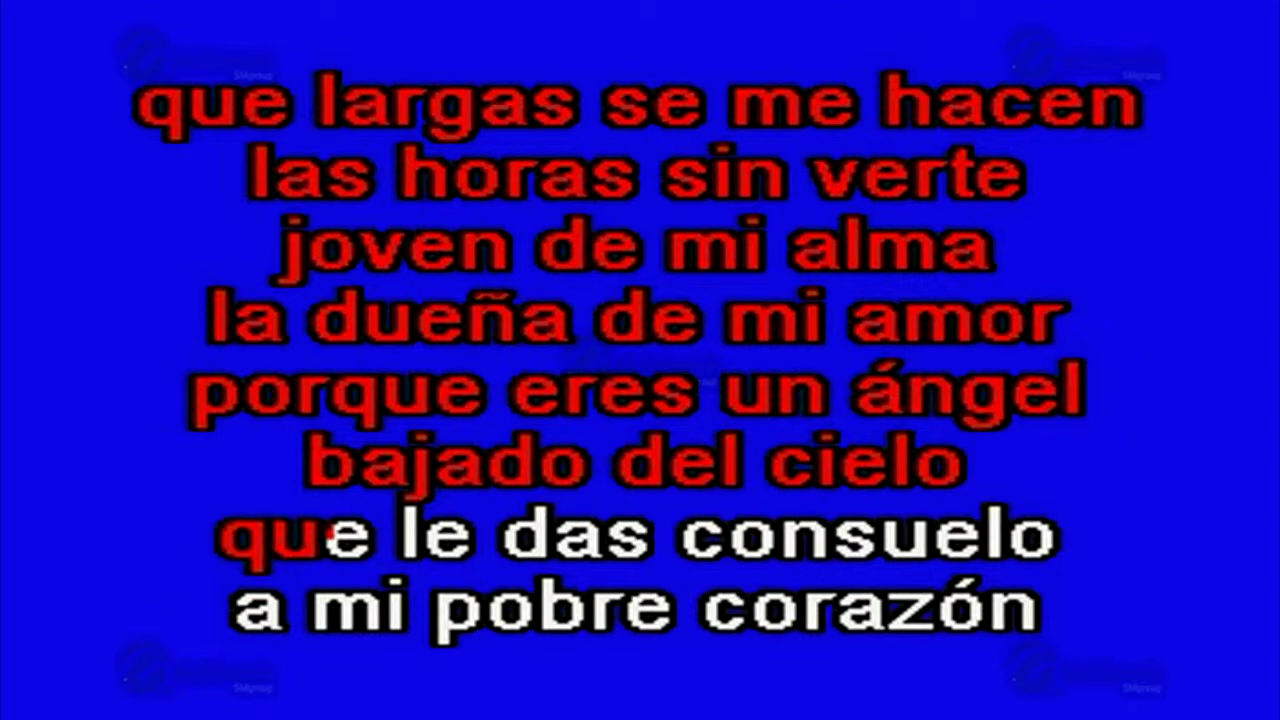 que largas se me hacen
las horas sin verte
joven de mi alma
la dueña de mi amor
porque eres un ángel
bajado del cielo
que le das consuelo
a mi pobre corazón